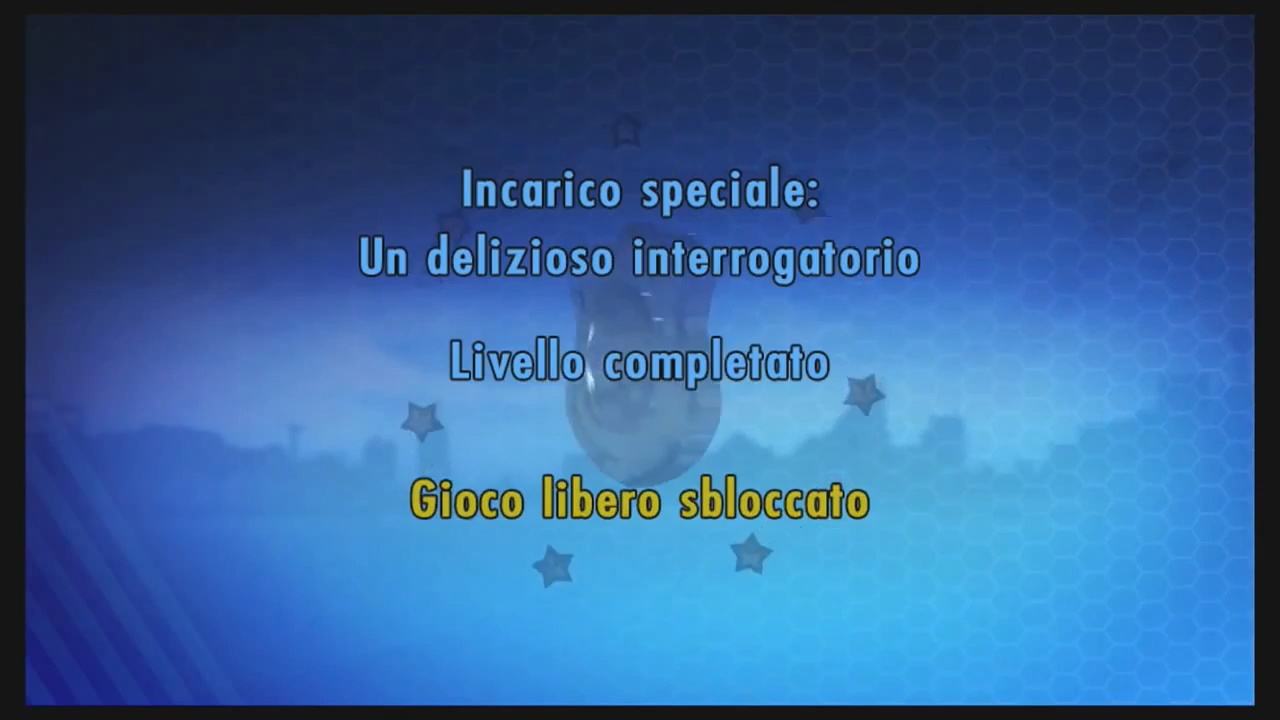 Incarico speciale:
Un delizioso interrogatorio
Livello completato
Gioco libero sbloccato